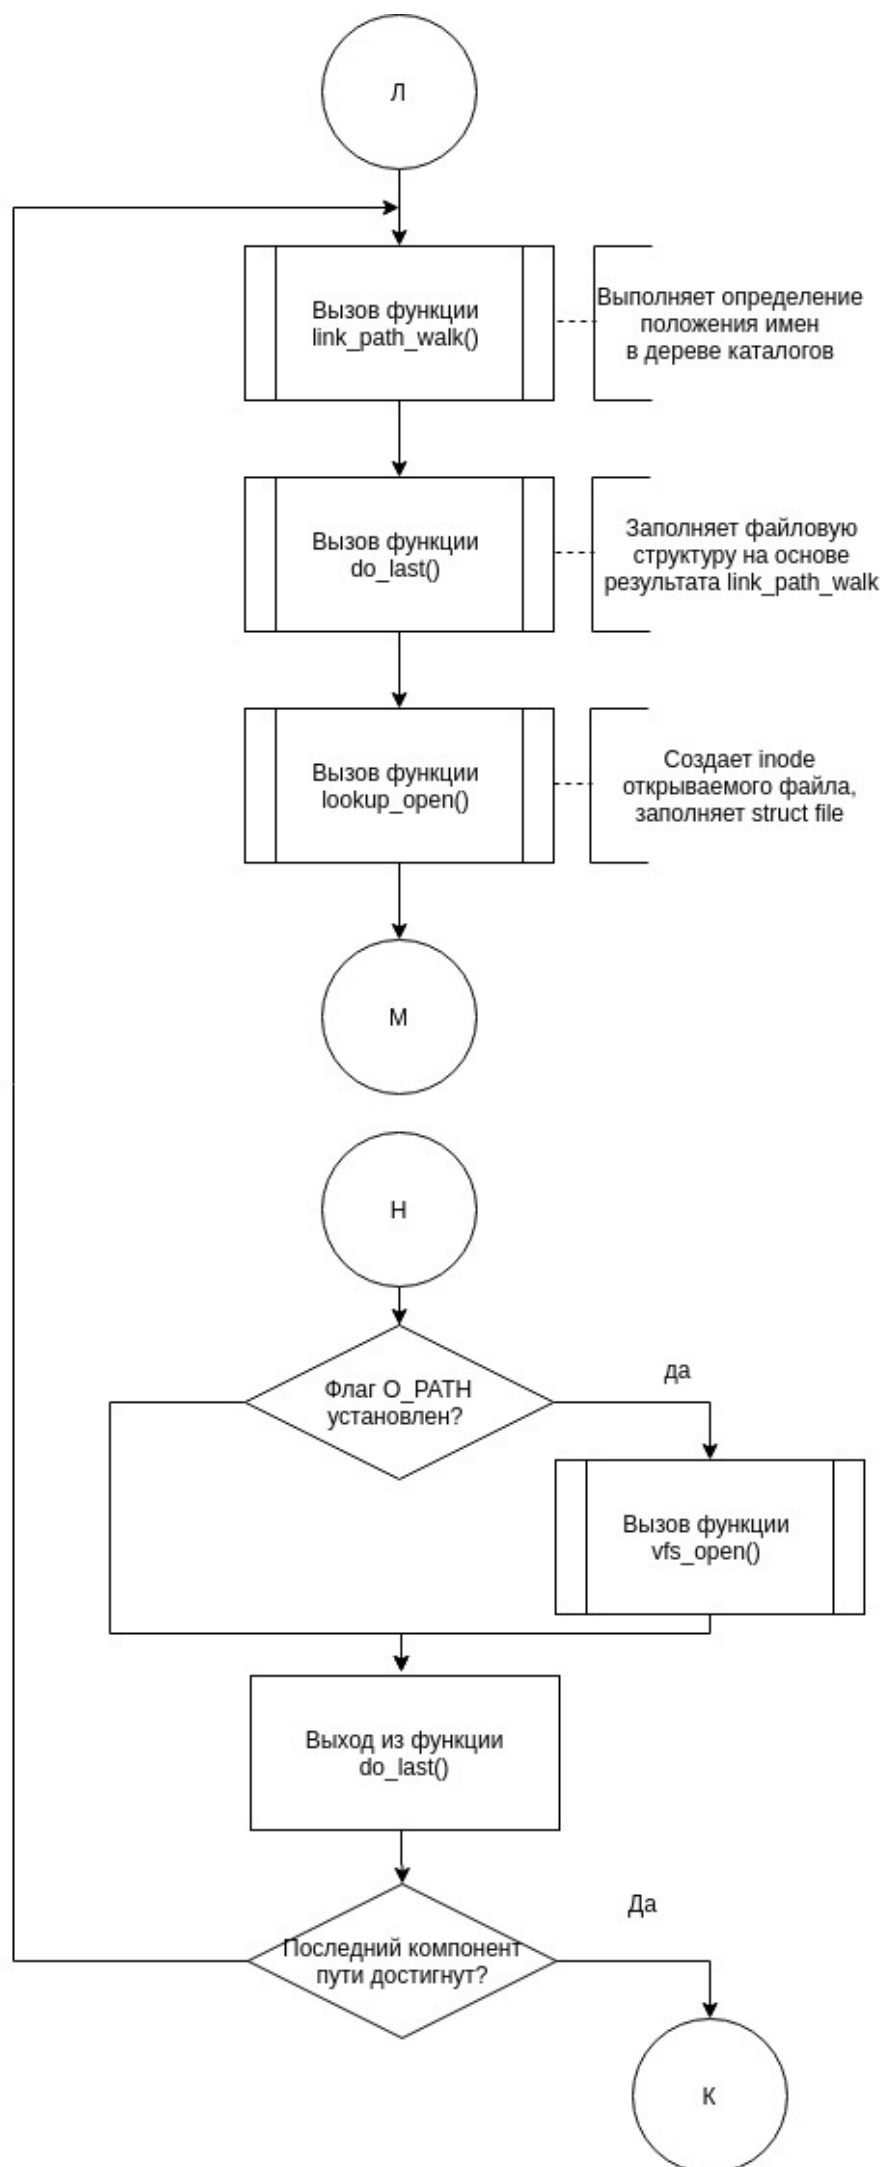 Л
Вызов функции
link_path_walk()
Выполняет определение
положения имен
в дереве каталогов
Вызов функции
do_last()
Заполняет файловую
структуру на основе
результата link_path_walk
Вызов функции
lookup_open()
Создает inode
открываемого файла,
заполняет struct file
М
Н
Флаг O_PATH
установлен?
да
Вызов функции
vfs_open()
Выход из функции
do_last()
Последний компонент
пути достигнут?
Да
К